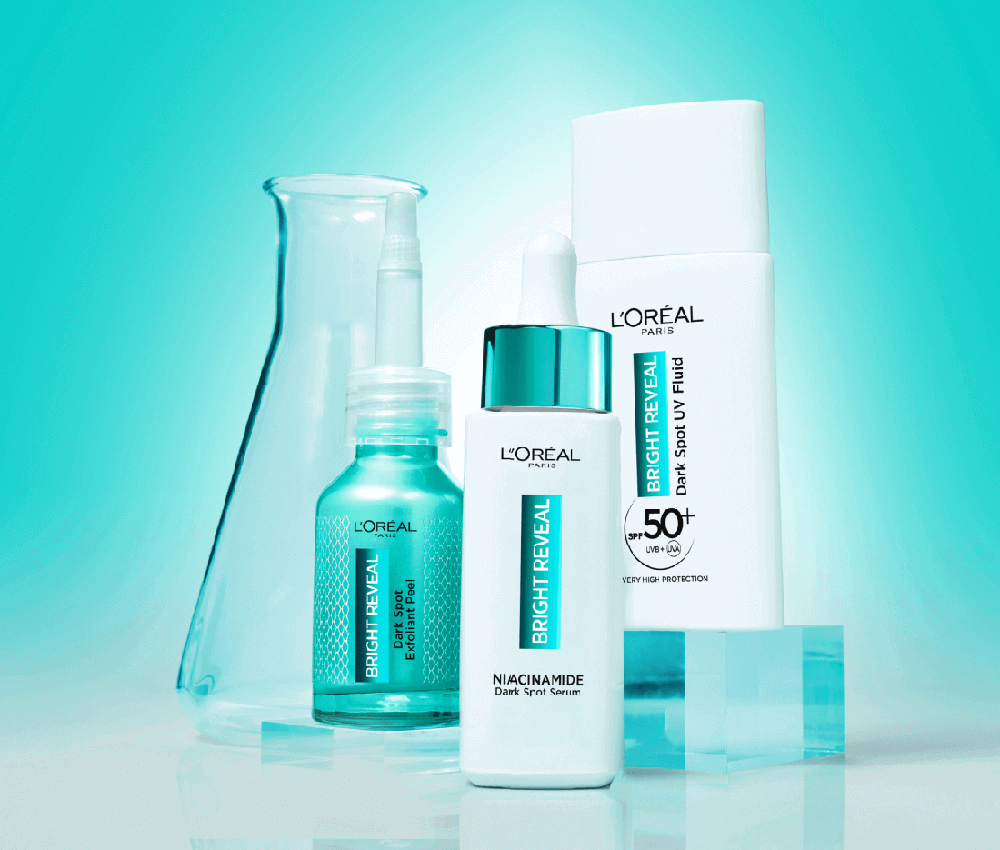 L'ORÉAL
PARIS
BRIGHT REVEAL
Dark Spot
Exfoliant Peel
L'ORÉAL
PARIS
BRIGHT REVEAL
NIACINAMIDE
Dark Spot Serum
L'ORÉAL
PARIS
BRIGHT REVEAL
Dark Spot UV Fluid
SPF 50+
UVB + UVA
VERY HIGH PROTECTION